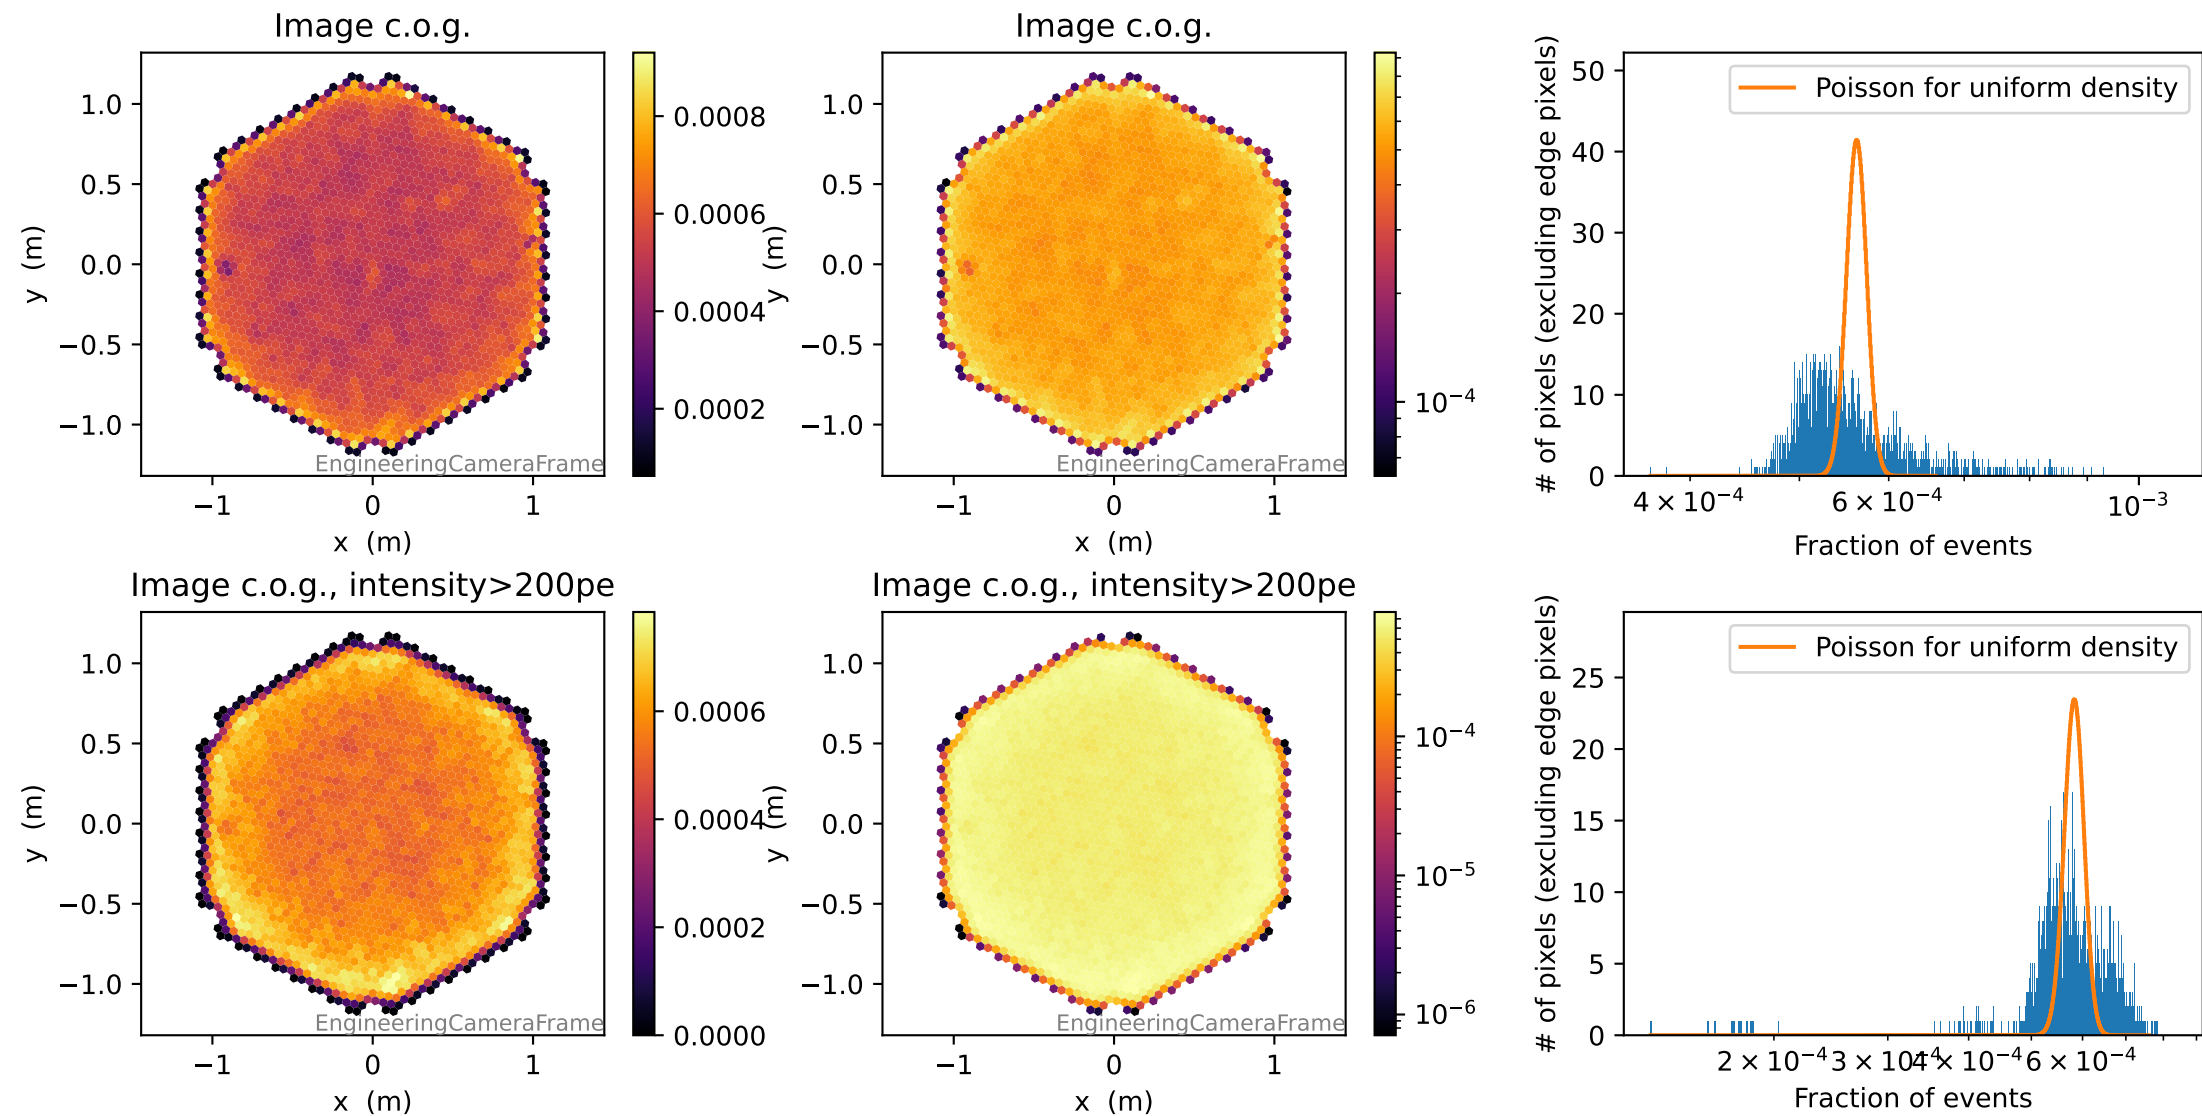 Image c.o.g.
1.0
0.5
0.0
−0.5
−1.0
y (m)
−1 0 1
x (m)
EngineeringCameraFrame
0.0008
0.0006
0.0004
0.0002
Image c.o.g.
1.0
0.5
0.0
−0.5
−1.0
y (m)
−1 0 1
x (m)
EngineeringCameraFrame
10⁻⁴
50
40
30
20
10
0
# of pixels (excluding edge pixels)
Poisson for uniform density
4 × 10⁻⁴ 6 × 10⁻⁴ 10⁻³
Fraction of events
Image c.o.g., intensity>200pe
1.0
0.5
0.0
−0.5
−1.0
y (m)
−1 0 1
x (m)
EngineeringCameraFrame
0.0006
0.0004
0.0002
0.0000
Image c.o.g., intensity>200pe
1.0
0.5
0.0
−0.5
−1.0
y (m)
−1 0 1
x (m)
EngineeringCameraFrame
10⁻⁴
10⁻⁵
10⁻⁶
25
20
15
10
5
0
# of pixels (excluding edge pixels)
Poisson for uniform density
2 × 10⁻⁴ 3 × 10⁻⁴ 4 × 10⁻⁴ 6 × 10⁻⁴
Fraction of events